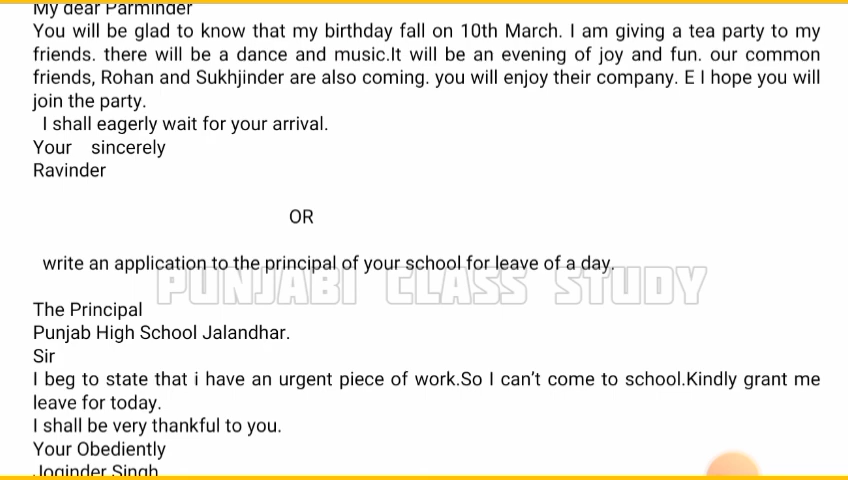 My dear Parminder
You will be glad to know that my birthday fall on 10th March. I am giving a tea party to my
friends. there will be a dance and music.It will be an evening of joy and fun. our common
friends, Rohan and Sukhjinder are also coming. you will enjoy their company. E I hope you will
join the party.
I shall eagerly wait for your arrival.
Your sincerely
Ravinder
OR
write an application to the principal of your school for leave of a day.
PUNJABI CLASS STUDY
The Principal
Punjab High School Jalandhar.
Sir
I beg to state that i have an urgent piece of work.So I can't come to school.Kindly grant me
leave for today.
I shall be very thankful to you.
Your Obediently
Joginder Singh